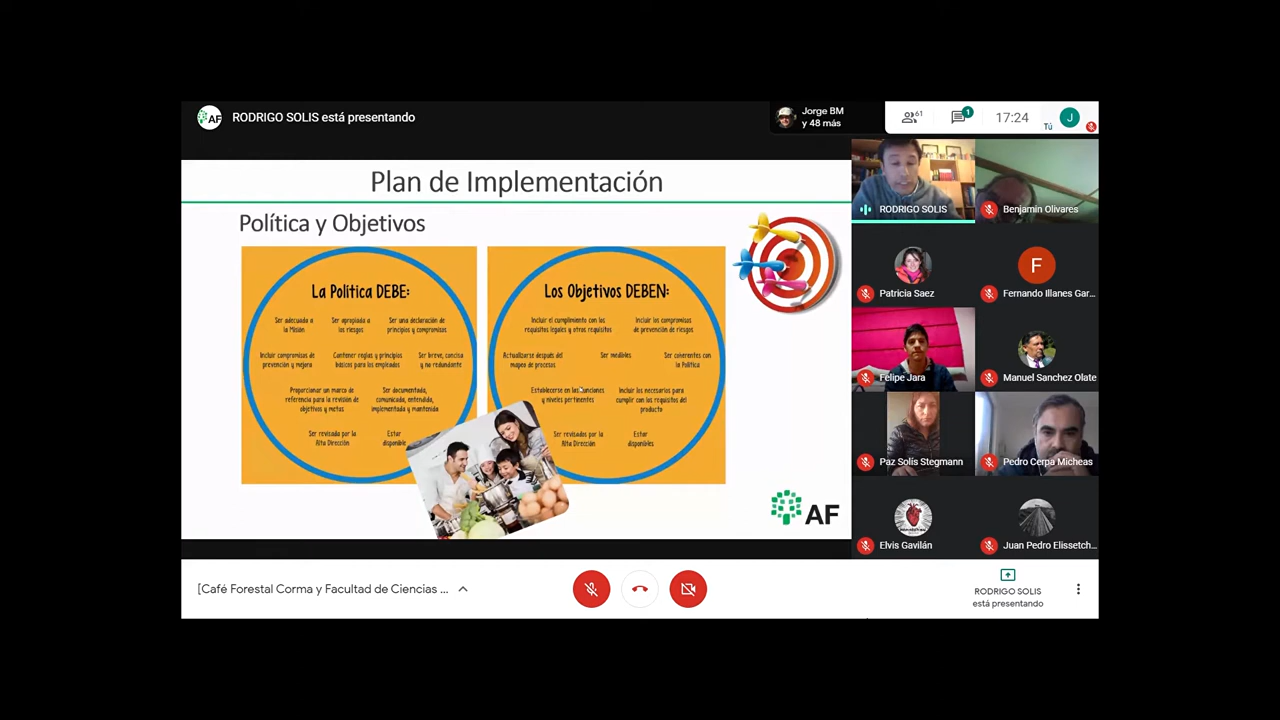 AF
RODRIGO SOLIS está presentando
Jorge BM
y 48 más
61
1
17:24
Tú
J
Plan de Implementación
Política y Objetivos
La Política DEBE:
Ser adecuada a
la Misión
Ser apropiada a
los riesgos
Ser una declaración de
principios y compromisos
Incluir compromisos de
prevención y mejora
Contener reglas y principios
básicos para los empleados
Ser breve, concisa
y no redundante
Proporcionar un marco de
referencia para la revisión de
objetivos y metas
Ser documentada,
comunicada, entendida,
implementada y mantenida
Ser revisada por la
Alta Dirección
Estar
disponible
Los Objetivos DEBEN:
Incluir el cumplimiento con los
requisitos legales y otros requisitos
Incluir los compromisos
de prevención de riesgos
Actualizarse después del
mapeo de procesos
Ser medibles
Ser coherentes con
la Política
Establecerse en las funciones
y niveles pertinentes
Incluir los necesarios para
cumplir con los requisitos del
producto
Ser revisados por la
Alta Dirección
Estar
disponibles
AF
RODRIGO SOLIS
Benjamin Olivares
Patricia Saez
F
Fernando Illanes Gar...
Felipe Jara
Manuel Sanchez Olate
Paz Solís Stegmann
Pedro Cerpa Micheas
Elvis Gavilán
Juan Pedro Elissetch...
[Café Forestal Corma y Facultad de Ciencias ...
RODRIGO SOLIS
está presentando